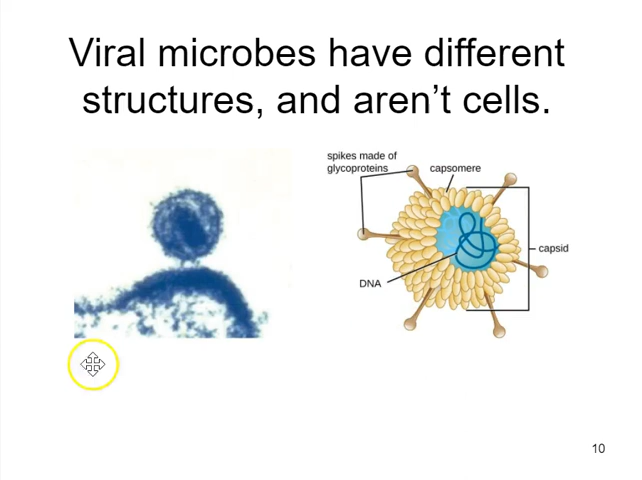 Viral microbes have different
structures, and aren’t cells.
spikes made of
glycoproteins
capsomere
capsid
DNA
10